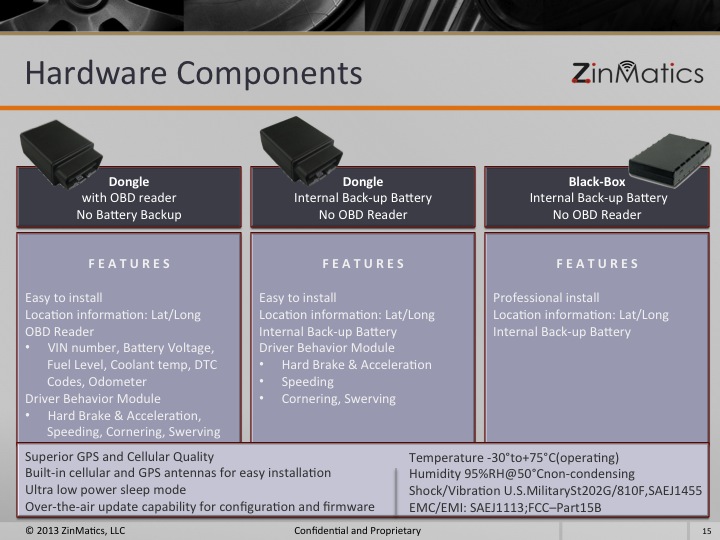 Hardware Components
ZinMatics
Dongle
with OBD reader
No Battery Backup
Dongle
Internal Back-up Battery
No OBD Reader
Black-Box
Internal Back-up Battery
No OBD Reader
FEATURES
Easy to install
Location information: Lat/Long
OBD Reader
• VIN number, Battery Voltage,
Fuel Level, Coolant temp, DTC
Codes, Odometer
Driver Behavior Module
• Hard Brake & Acceleration,
Speeding, Cornering, Swerving
FEATURES
Easy to install
Location information: Lat/Long
Internal Back-up Battery
Driver Behavior Module
• Hard Brake & Acceleration
• Speeding
• Cornering, Swerving
FEATURES
Professional install
Location information: Lat/Long
Internal Back-up Battery
Superior GPS and Cellular Quality
Built-in cellular and GPS antennas for easy installation
Ultra low power sleep mode
Over-the-air update capability for configuration and firmware
Temperature -30°to+75°C(operating)
Humidity 95%RH@50°Cnon-condensing
Shock/Vibration U.S.MilitarySt202G/810F,SAEJ1455
EMC/EMI: SAEJ1113;FCC–Part15B
© 2013 ZinMatics, LLC
Confidential and Proprietary
15